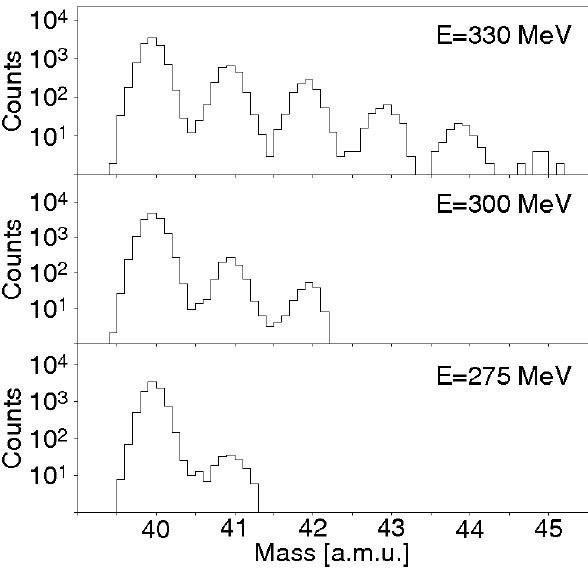 10⁴
10³
10²
10¹
Counts
E=330 MeV
10⁴
10³
10²
10¹
Counts
E=300 MeV
10⁴
10³
10²
10¹
Counts
E=275 MeV
40 41 42 43 44 45
Mass [a.m.u.]